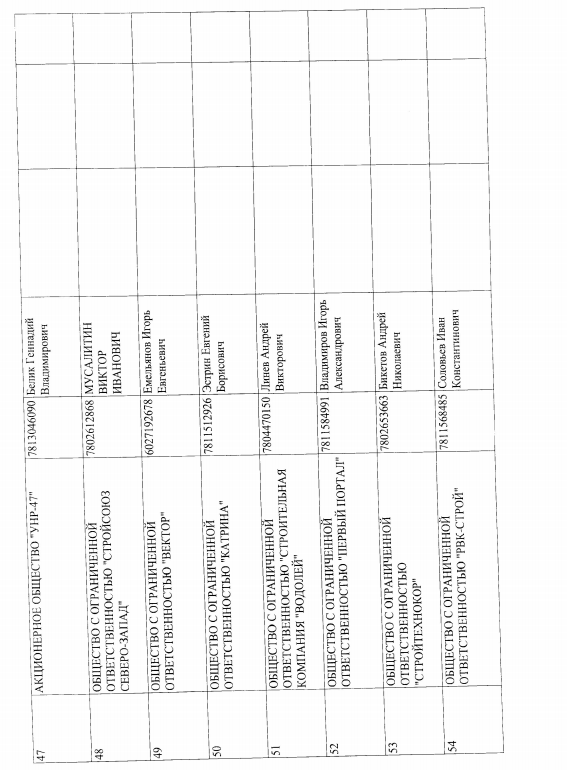 47
АКЦИОНЕРНОЕ ОБЩЕСТВО "УНР-47"
7813046090
Белик Геннадий
Владимирович
48
ОБЩЕСТВО С ОГРАНИЧЕННОЙ
ОТВЕТСТВЕННОСТЬЮ "СТРОЙСОЮЗ
СЕВЕРО-ЗАПАД"
7802612868
МУСАЛИТИН
ВИКТОР
ИВАНОВИЧ
49
ОБЩЕСТВО С ОГРАНИЧЕННОЙ
ОТВЕТСТВЕННОСТЬЮ "ВЕКТОР"
6027192678
Емельянов Игорь
Евгеньевич
50
ОБЩЕСТВО С ОГРАНИЧЕННОЙ
ОТВЕТСТВЕННОСТЬЮ "КАТРИНА"
7811512926
Эстрин Евгений
Борисович
51
ОБЩЕСТВО С ОГРАНИЧЕННОЙ
ОТВЕТСТВЕННОСТЬЮ "СТРОИТЕЛЬНАЯ
КОМПАНИЯ "ВОДОЛЕЙ"
7804470150
Линев Андрей
Викторович
52
ОБЩЕСТВО С ОГРАНИЧЕННОЙ
ОТВЕТСТВЕННОСТЬЮ "ПЕРВЫЙ ПОРТАЛ"
7811584991
Владимиров Игорь
Александрович
53
ОБЩЕСТВО С ОГРАНИЧЕННОЙ
ОТВЕТСТВЕННОСТЬЮ
"СТРОЙТЕХНОКОР"
7802653663
Бикетов Андрей
Николаевич
54
ОБЩЕСТВО С ОГРАНИЧЕННОЙ
ОТВЕТСТВЕННОСТЬЮ "РВК-СТРОЙ"
7811568485
Соловьев Иван
Константинович